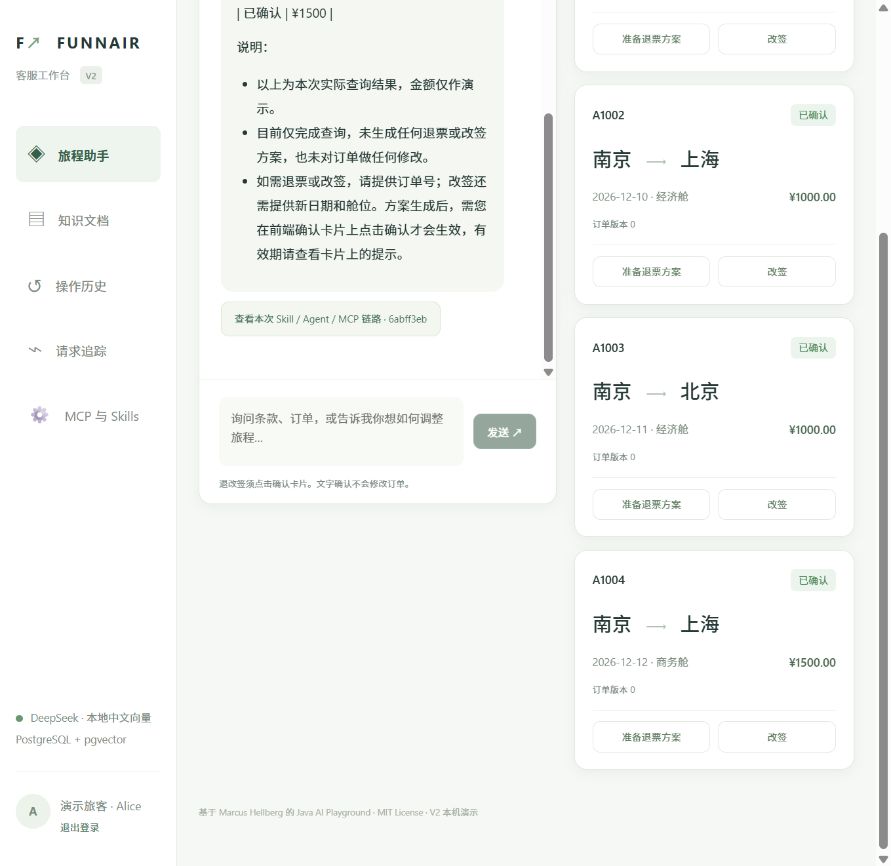 F↗ FUNNAIR
客服工作台 V2
旅程助手
知识文档
操作历史
请求追踪
MCP 与 Skills
DeepSeek · 本地中文向量
PostgreSQL + pgvector
A
演示旅客 · Alice
退出登录
| 已确认 | ¥1500 |
说明：
以上为本次实际查询结果，金额仅作演
示。
目前仅完成查询，未生成任何退票或改签
方案，也未对订单做任何修改。
如需退票或改签，请提供订单号；改签还
需提供新日期和舱位。方案生成后，需您
在前端确认卡片上点击确认才会生效，有
效期请查看卡片上的提示。
查看本次 Skill / Agent / MCP 链路 · 6abff3eb
询问条款、订单，或告诉我你想如何调整
旅程...
发送 ↗
退改签须点击确认卡片。文字确认不会修改订单。
准备退票方案 改签
A1002 已确认
南京 → 上海
2026-12-10 · 经济舱 ¥1000.00
订单版本 0
准备退票方案 改签
A1003 已确认
南京 → 北京
2026-12-11 · 经济舱 ¥1000.00
订单版本 0
准备退票方案 改签
A1004 已确认
南京 → 上海
2026-12-12 · 商务舱 ¥1500.00
订单版本 0
准备退票方案 改签
基于 Marcus Hellberg 的 Java AI Playground · MIT License · V2 本机演示